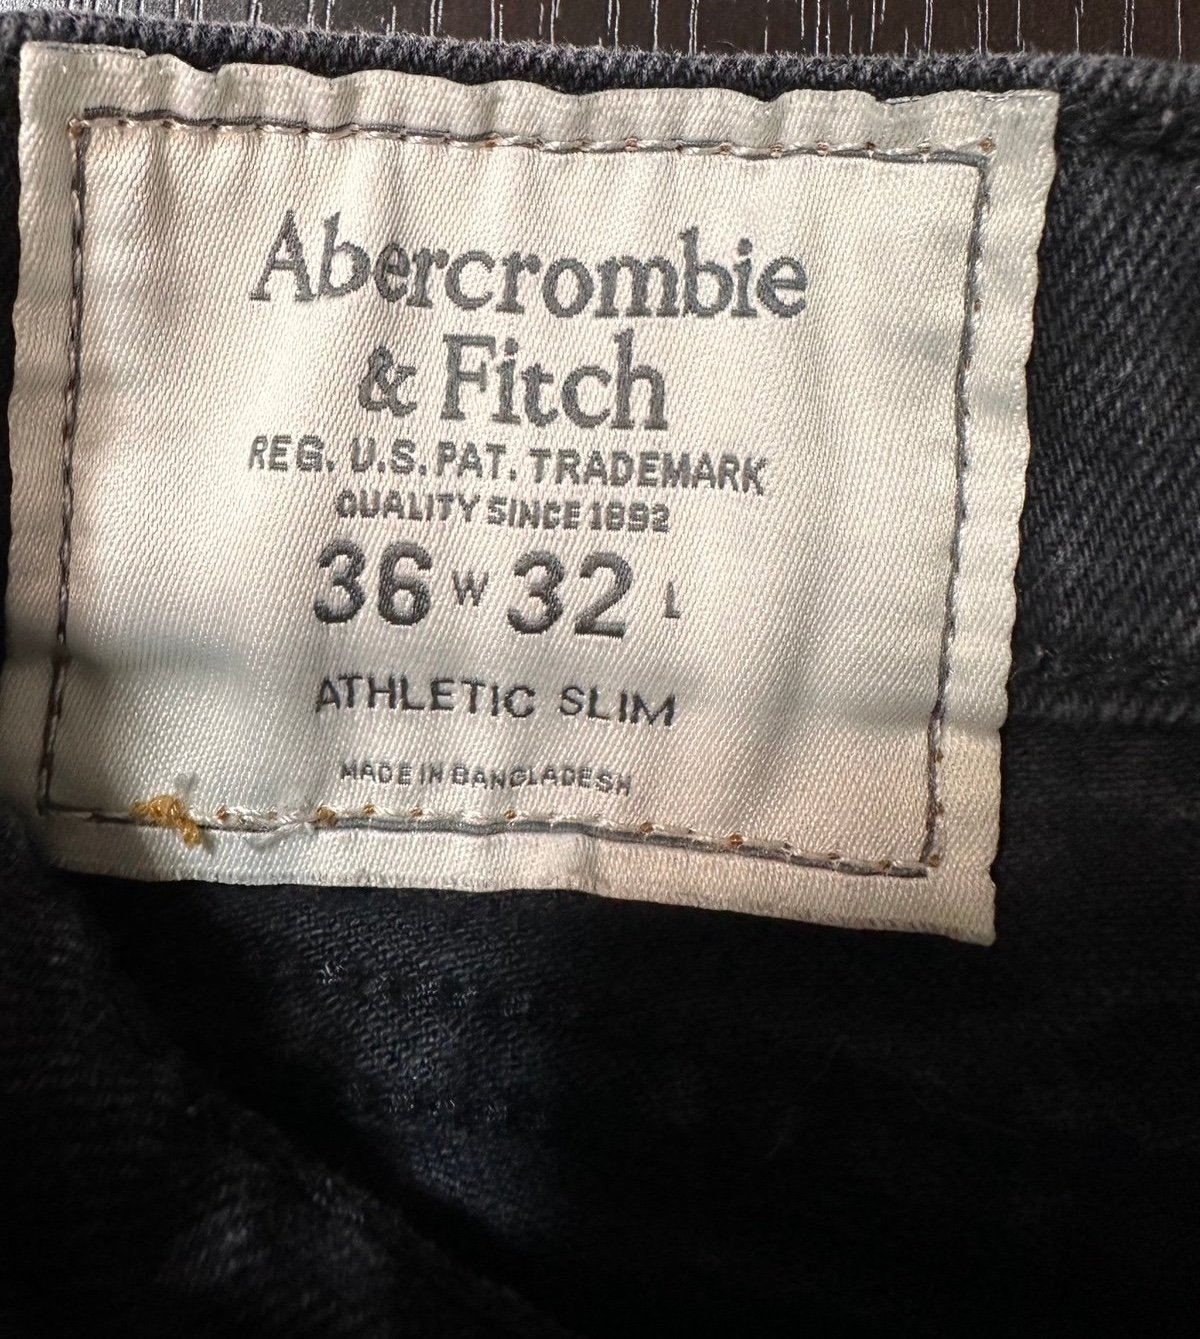 Abercrombie
& Fitch
REG. U.S. PAT. TRADEMARK
QUALITY SINCE 1892
36 W 32 L
ATHLETIC SLIM
MADE IN BANGLADESH